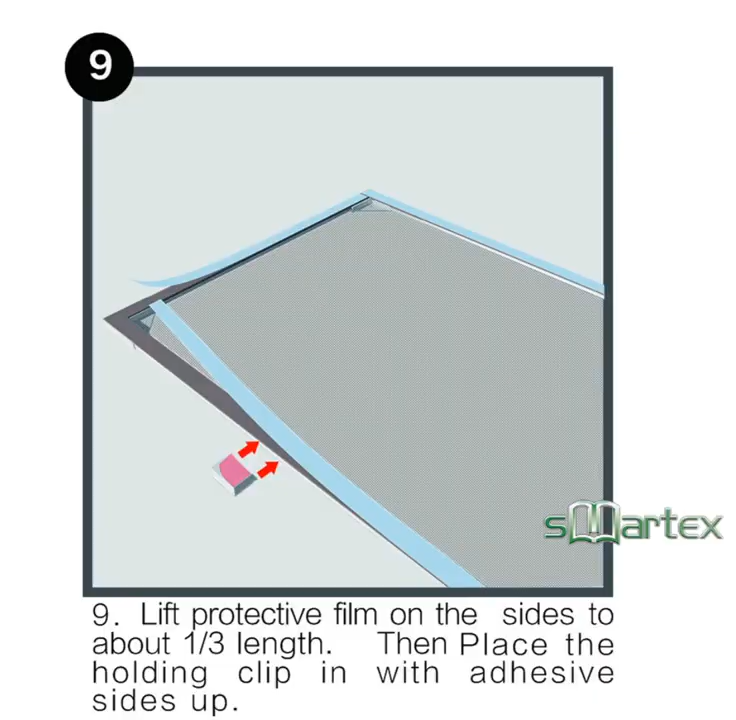 9
smartex
9. Lift protective film on the sides to
about 1/3 length. Then Place the
holding clip in with adhesive
sides up.